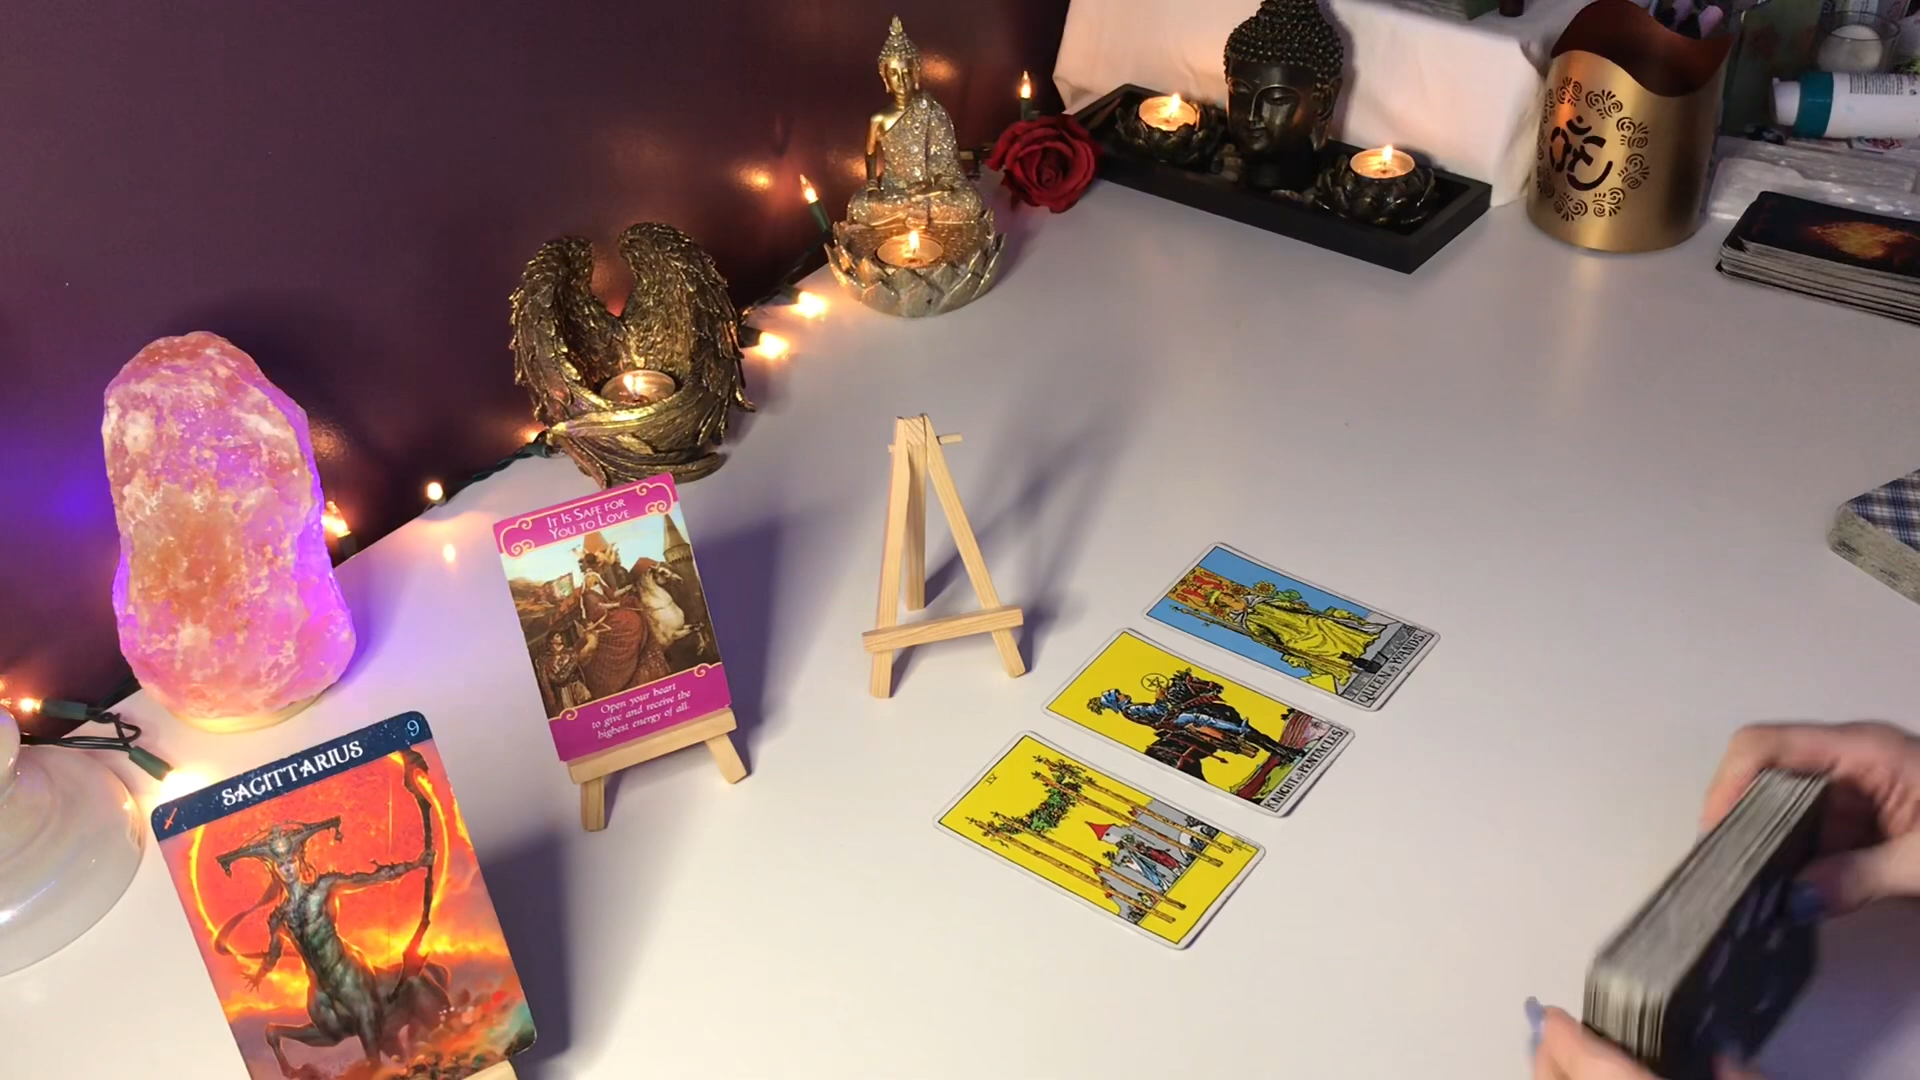 SAGITTARIUS
9
IT IS SAFE FOR
YOU TO LOVE
Open your heart
to give and receive the
highest energy of all.
QUEEN of WANDS.
KNIGHT of PENTACLES.
IV